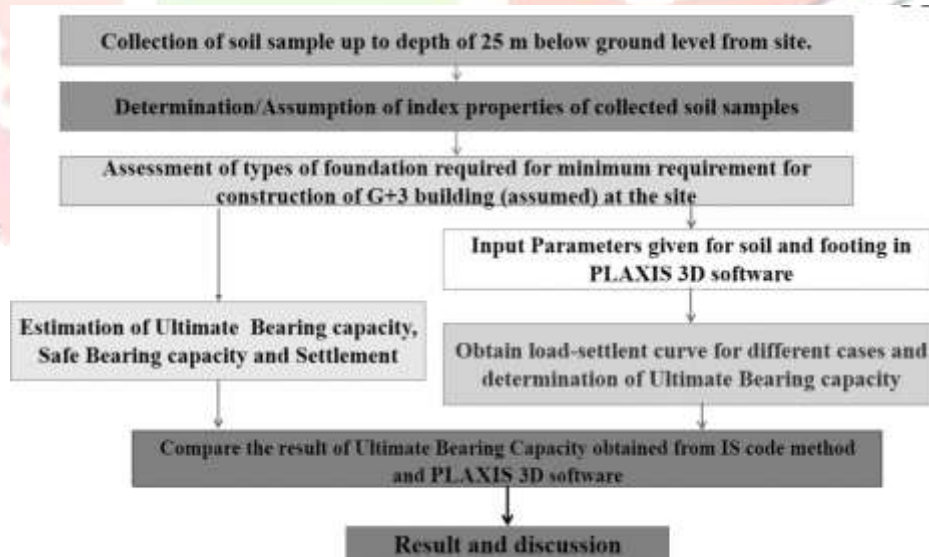 Collection of soil sample up to depth of 25 m below ground level from site.
Determination/Assumption of index properties of collected soil samples
Assessment of types of foundation required for minimum requirement for
construction of G+3 building (assumed) at the site
Input Parameters given for soil and footing in
PLAXIS 3D software
Estimation of Ultimate Bearing capacity,
Safe Bearing capacity and Settlement
Obtain load-settlent curve for different cases and
determination of Ultimate Bearing capacity
Compare the result of Ultimate Bearing Capacity obtained from IS code method
and PLAXIS 3D software
Result and discussion